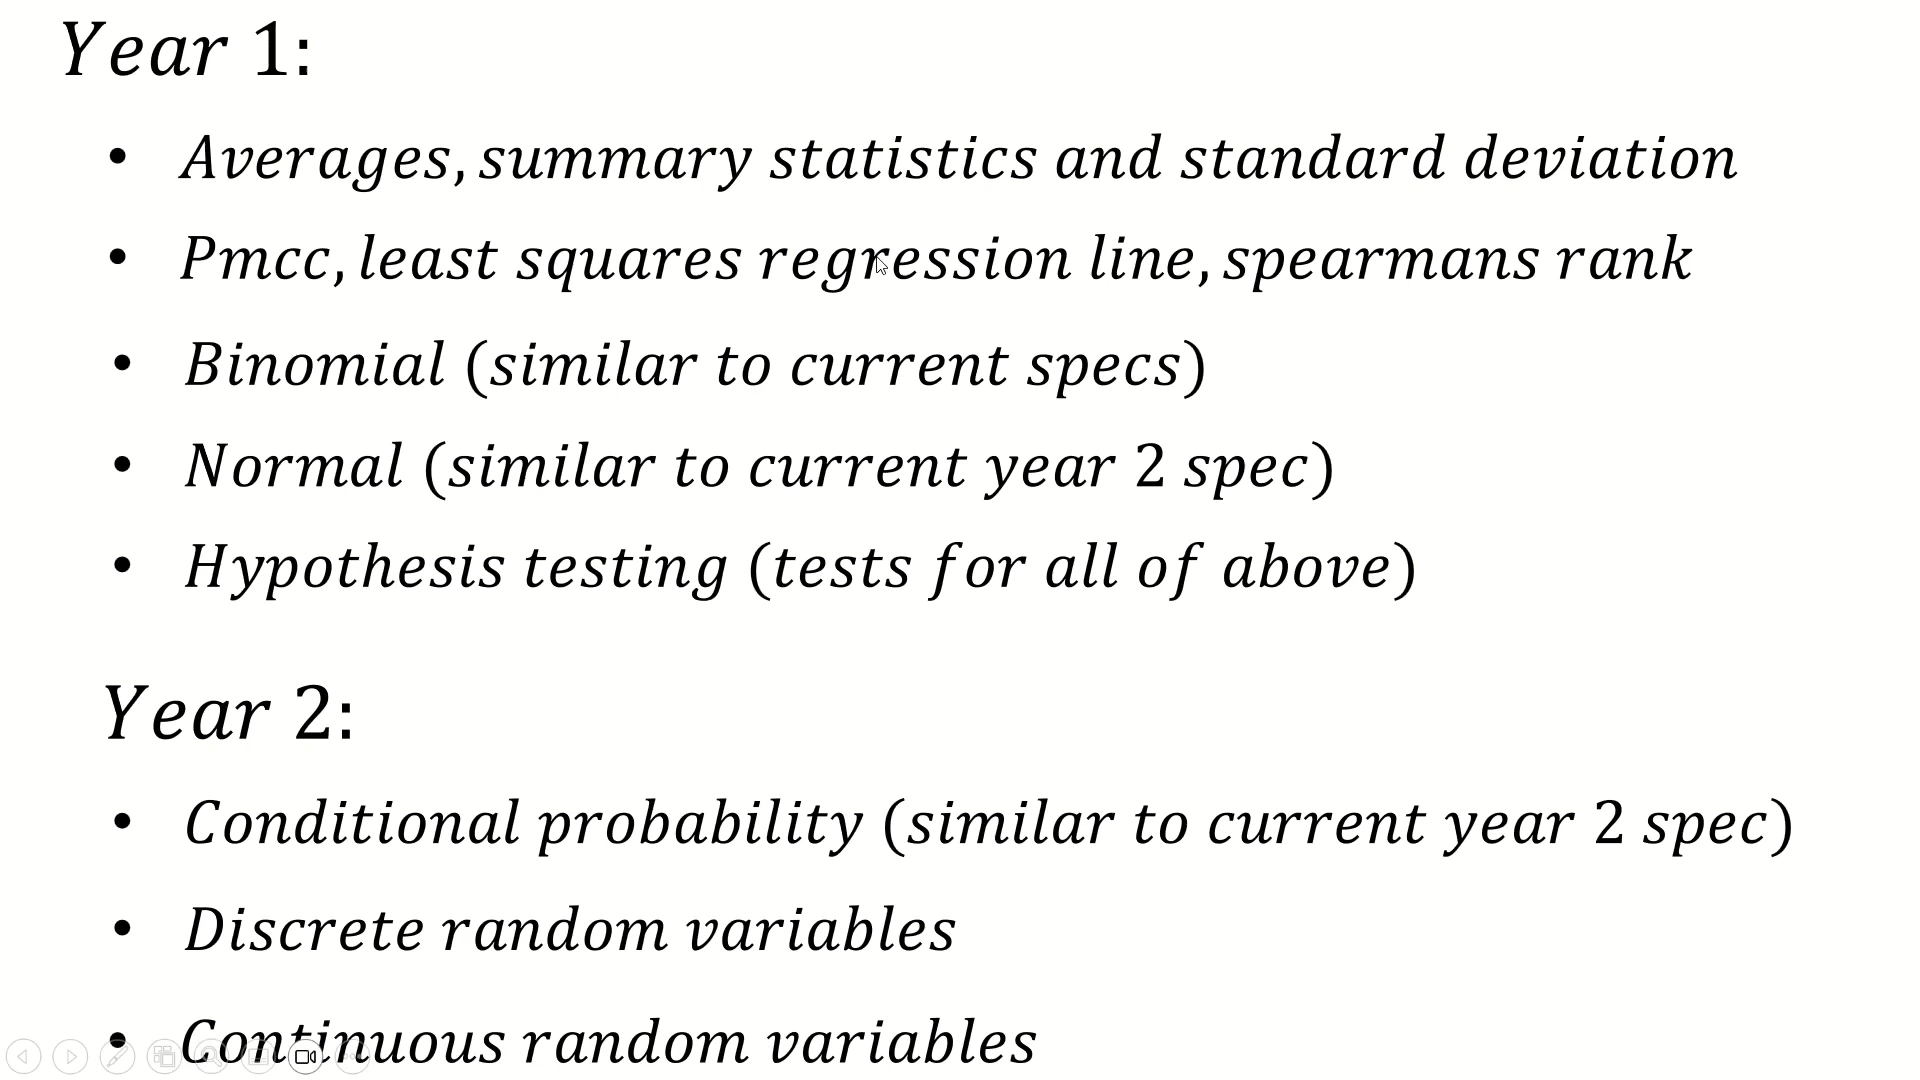 Year 1:
• Averages, summary statistics and standard deviation
• Pmcc, least squares regression line, spearmans rank
• Binomial (similar to current specs)
• Normal (similar to current year 2 spec)
• Hypothesis testing (tests for all of above)
Year 2:
• Conditional probability (similar to current year 2 spec)
• Discrete random variables
• Continuous random variables